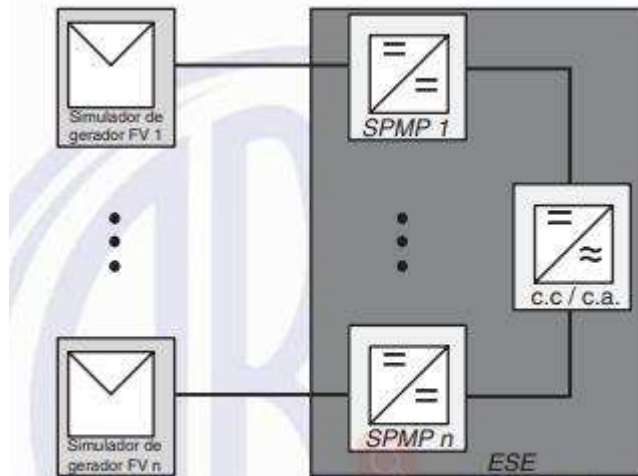 Simulador de
gerador FV 1
SPMP 1
c.c / c.a.
Simulador de
gerador FV n
SPMP n
ESE